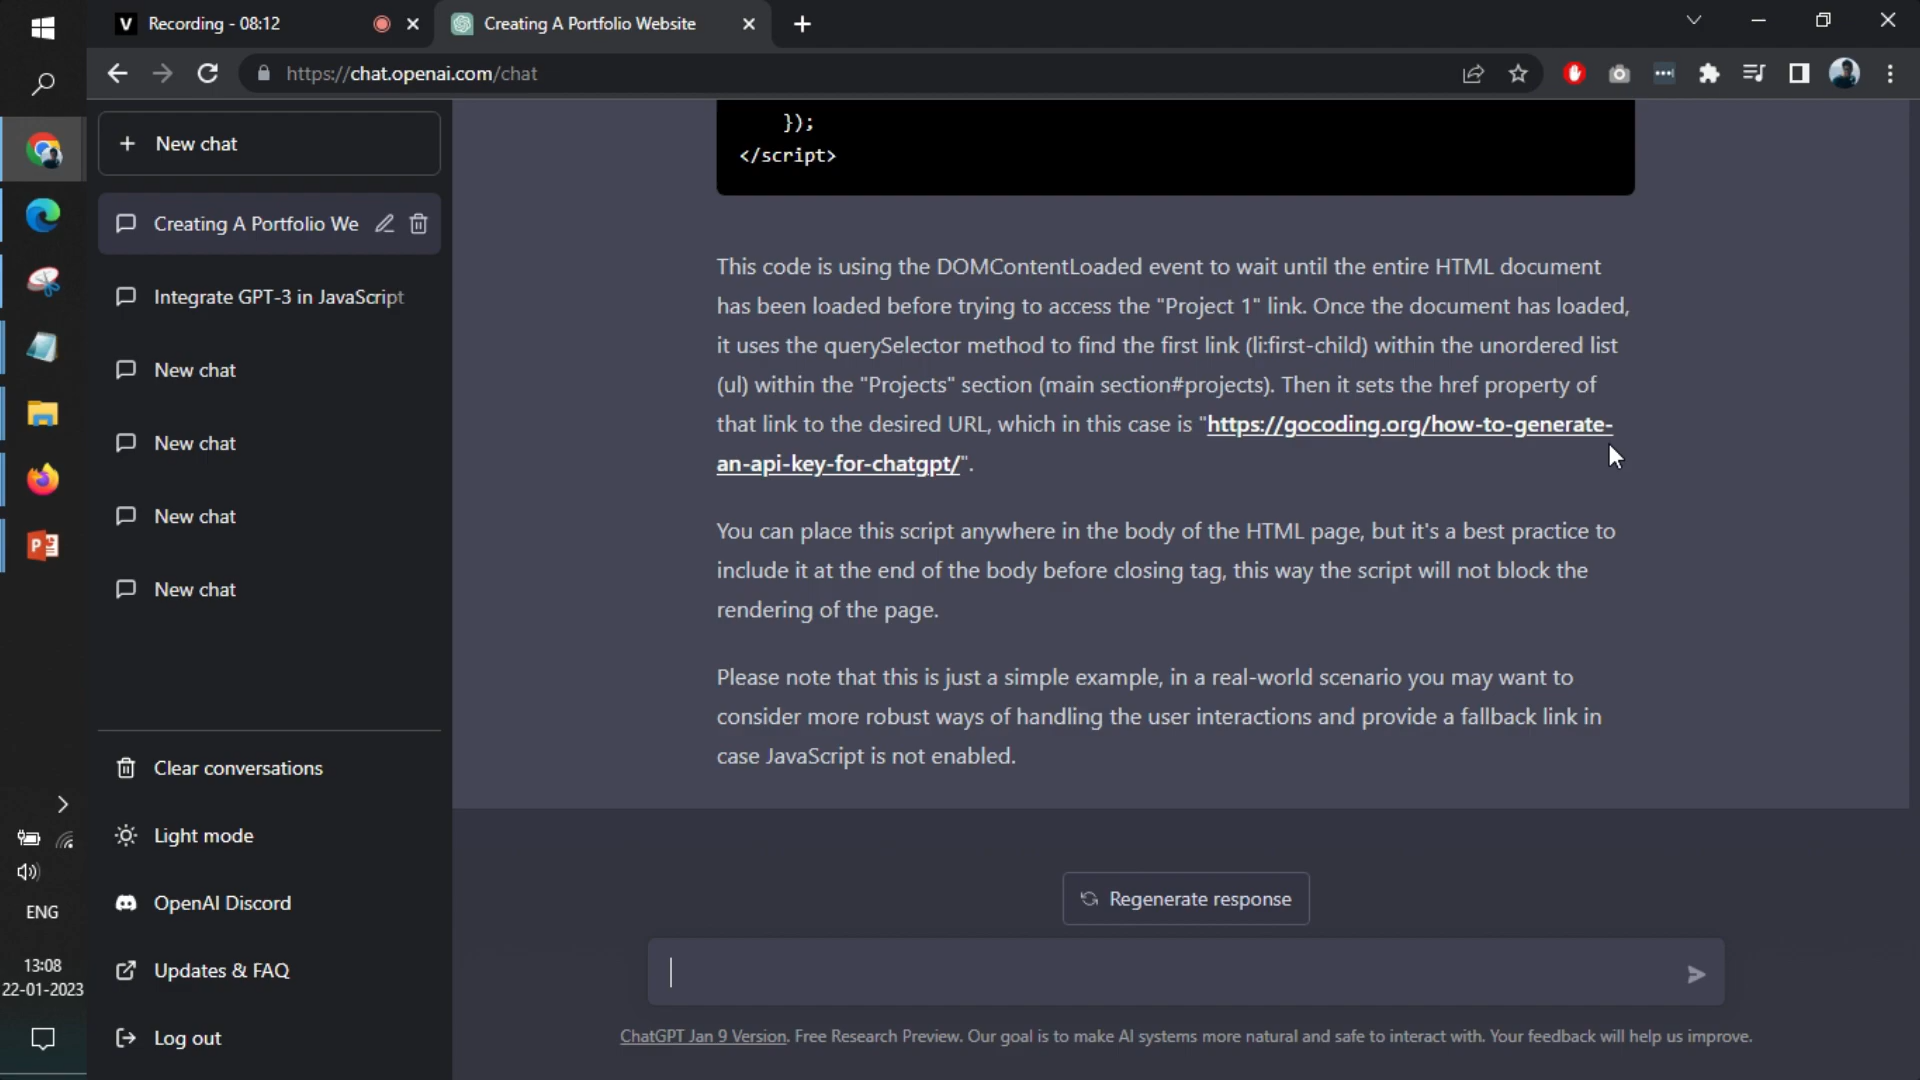 Recording - 08:12
Creating A Portfolio Website
https://chat.openai.com/chat
New chat
Creating A Portfolio We
Integrate GPT-3 in JavaScript
New chat
New chat
New chat
New chat
Clear conversations
Light mode
OpenAI Discord
Updates & FAQ
Log out
});
</script>
This code is using the DOMContentLoaded event to wait until the entire HTML document
has been loaded before trying to access the "Project 1" link. Once the document has loaded,
it uses the querySelector method to find the first link (li:first-child) within the unordered list
(ul) within the "Projects" section (main section#projects). Then it sets the href property of
that link to the desired URL, which in this case is "https://gocoding.org/how-to-generate-
an-api-key-for-chatgpt/".
You can place this script anywhere in the body of the HTML page, but it's a best practice to
include it at the end of the body before closing tag, this way the script will not block the
rendering of the page.
Please note that this is just a simple example, in a real-world scenario you may want to
consider more robust ways of handling the user interactions and provide a fallback link in
case JavaScript is not enabled.
Regenerate response
ChatGPT Jan 9 Version. Free Research Preview. Our goal is to make AI systems more natural and safe to interact with. Your feedback will help us improve.
ENG
13:08
22-01-2023